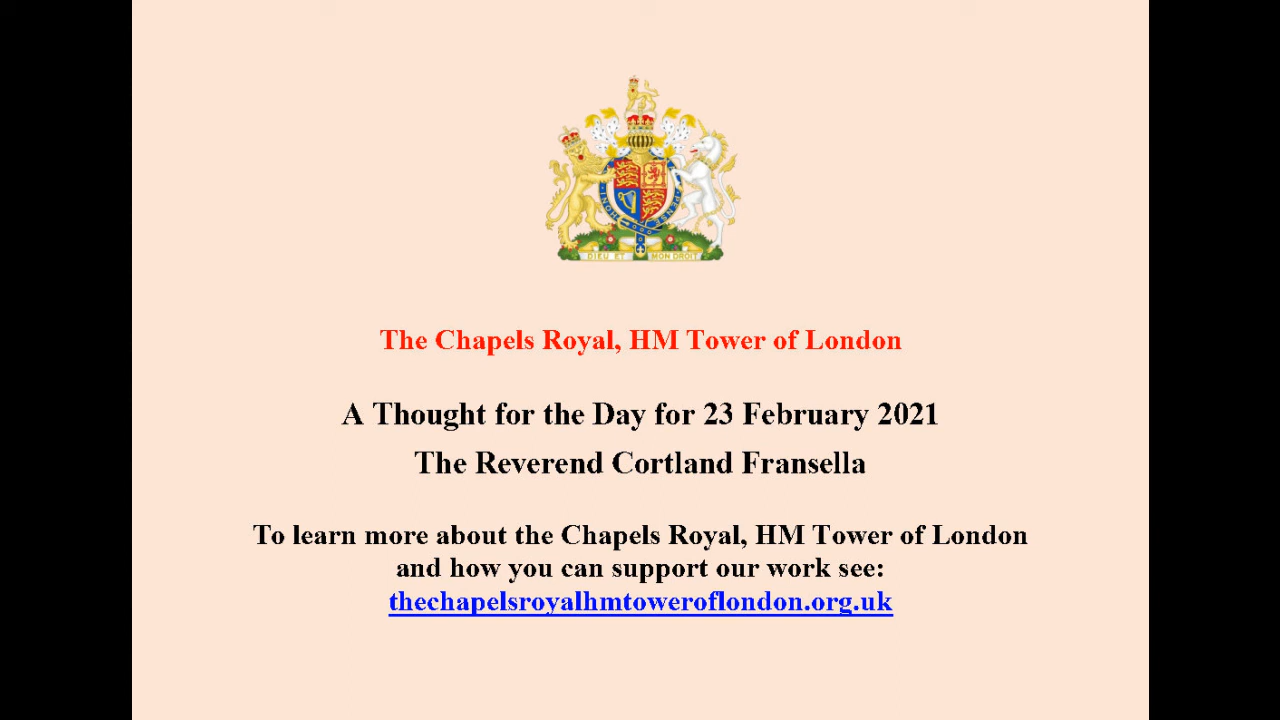 HONI
PENSE
DIEU ET MON DROIT
The Chapels Royal, HM Tower of London
A Thought for the Day for 23 February 2021
The Reverend Cortland Fransella
To learn more about the Chapels Royal, HM Tower of London
and how you can support our work see:
thechapelsroyalhmtoweroflondon.org.uk